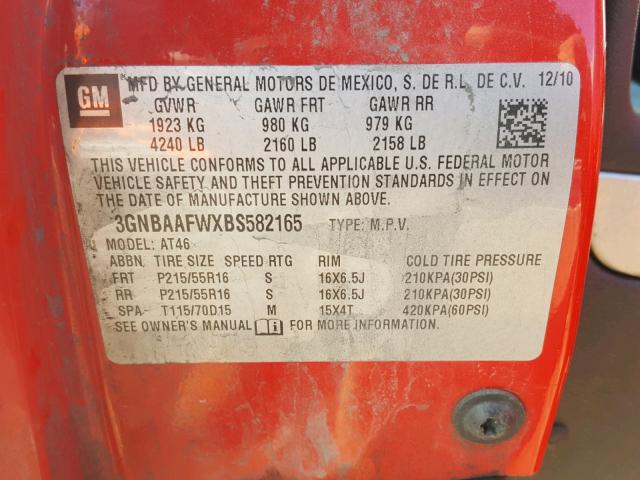 GM
MFD BY GENERAL MOTORS DE MEXICO, S. DE R.L. DE C.V. 12/10
GVWR GAWR FRT GAWR RR
1923 KG 980 KG 979 KG
4240 LB 2160 LB 2158 LB
THIS VEHICLE CONFORMS TO ALL APPLICABLE U.S. FEDERAL MOTOR
VEHICLE SAFETY AND THEFT PREVENTION STANDARDS IN EFFECT ON
THE DATE OF MANUFACTURE SHOWN ABOVE.
3GNBAAFWXBS582165 TYPE: M.P.V.
MODEL: AT46
ABBN. TIRE SIZE SPEED RTG RIM COLD TIRE PRESSURE
FRT P215/55R16 S 16X6.5J 210KPA(30PSI)
RR P215/55R16 S 16X6.5J 210KPA(30PSI)
SPA T115/70D15 M 15X4T 420KPA(60PSI)
SEE OWNER'S MANUAL FOR MORE INFORMATION.